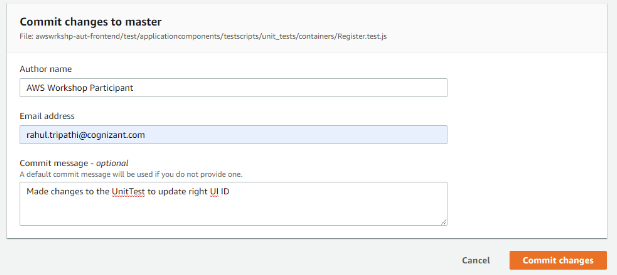 Commit changes to master
File: awswrkshp-aut-frontend/test/applicationcomponents/testscripts/unit_tests/containers/Register.test.js
Author name
AWS Workshop Participant
Email address
rahul.tripathi@cognizant.com
Commit message - optional
A default commit message will be used if you do not provide one.
Made changes to the UnitTest to update right UI ID
Cancel
Commit changes